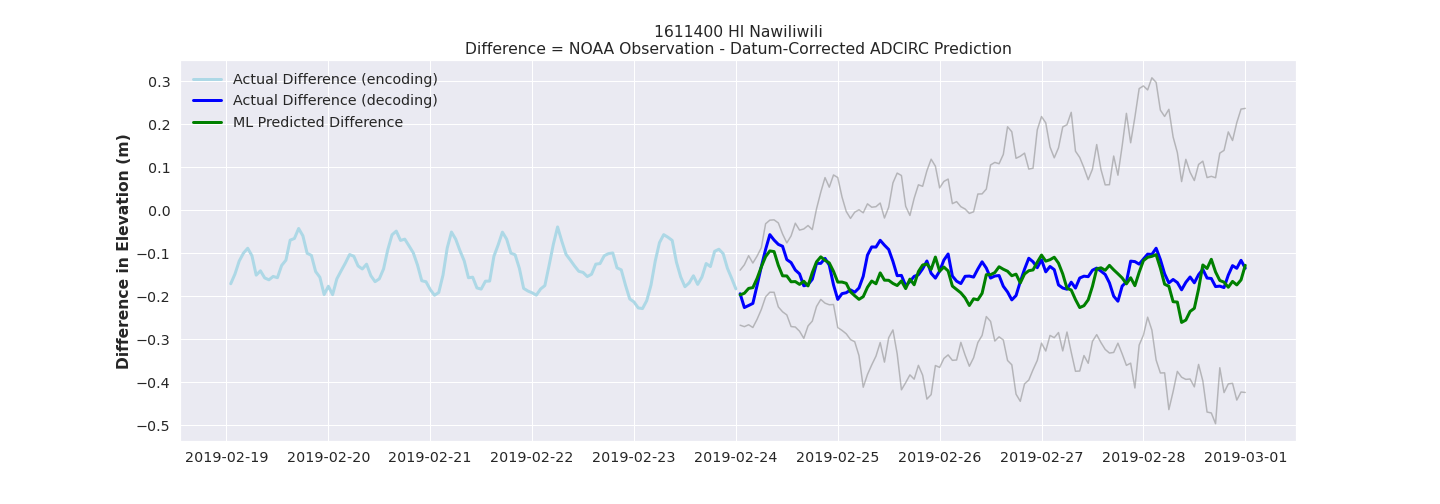 1611400 HI Nawiliwili
Difference = NOAA Observation - Datum-Corrected ADCIRC Prediction
Actual Difference (encoding)
Actual Difference (decoding)
ML Predicted Difference
Difference in Elevation (m)
0.3
0.2
0.1
0.0
−0.1
−0.2
−0.3
−0.4
−0.5
2019-02-19 2019-02-20 2019-02-21 2019-02-22 2019-02-23 2019-02-24 2019-02-25 2019-02-26 2019-02-27 2019-02-28 2019-03-01